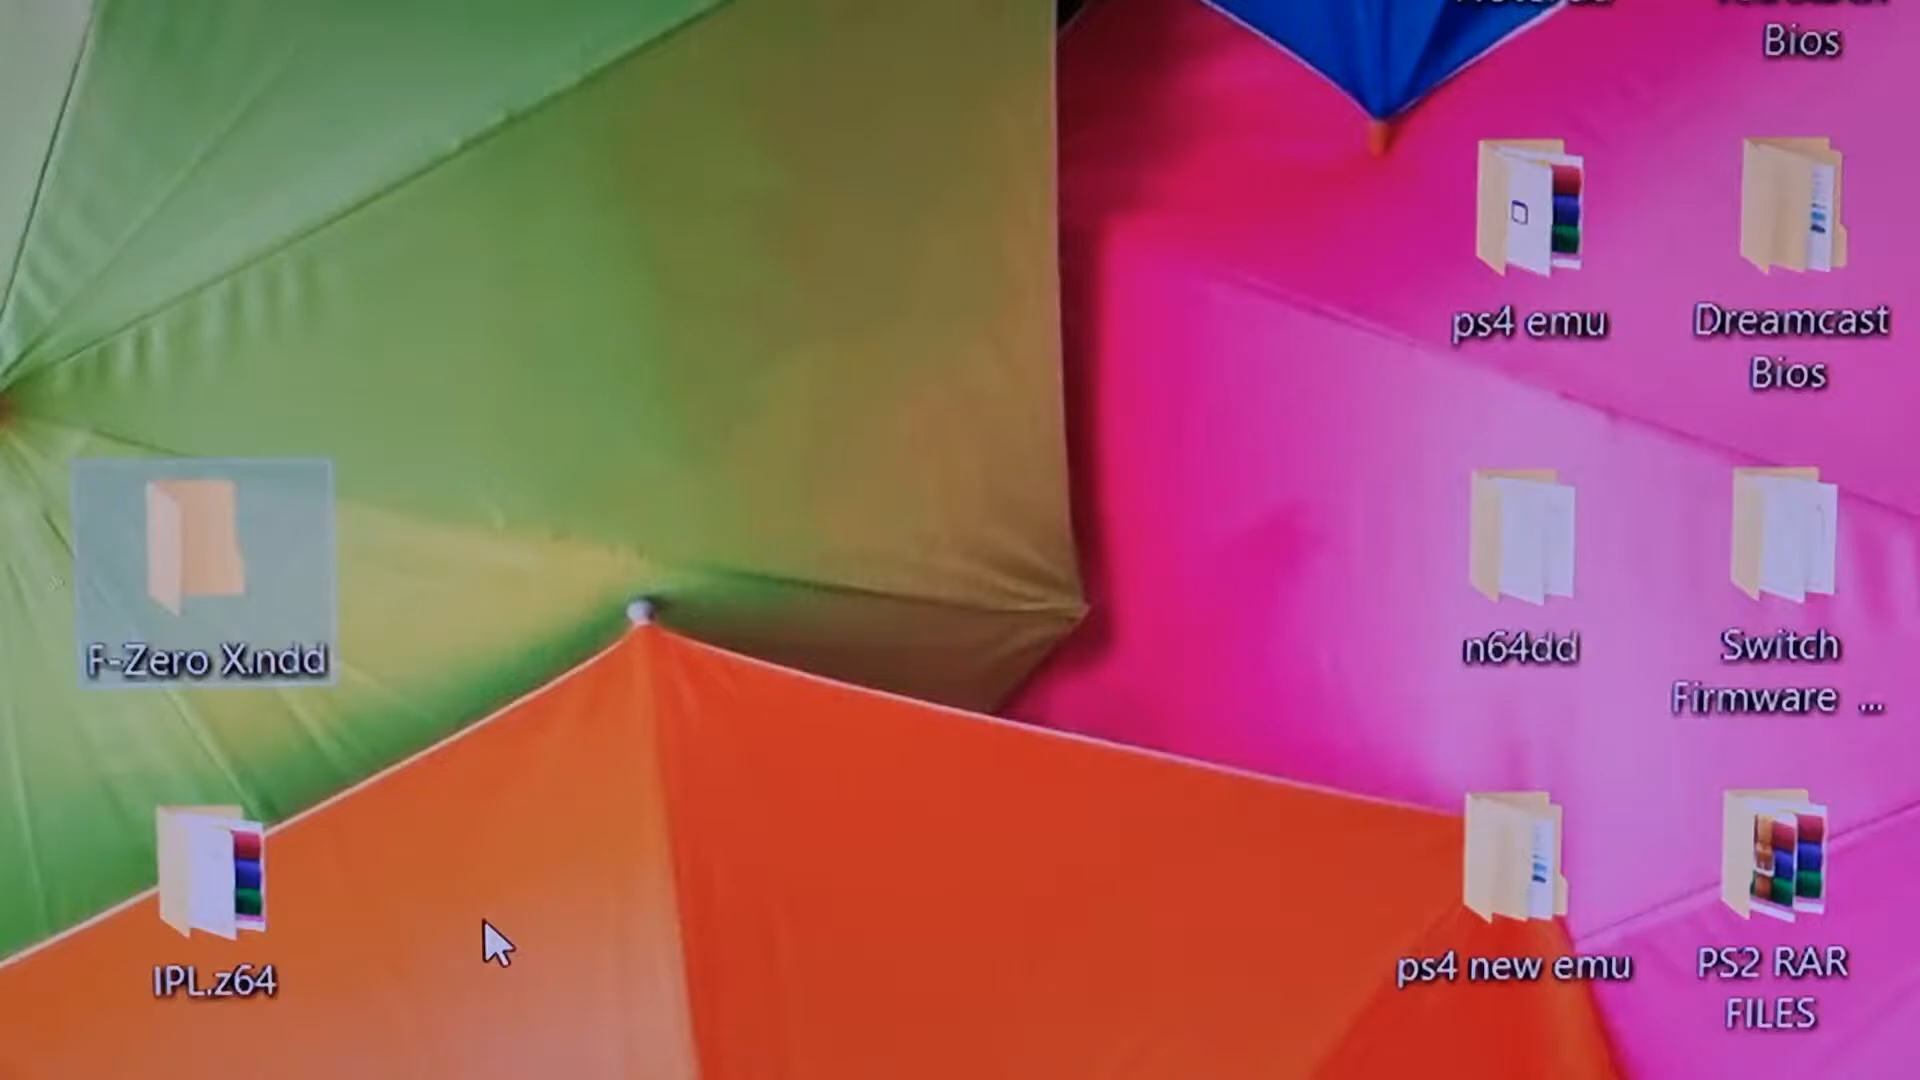 Bios
ps4 emu
Dreamcast
Bios
F-Zero X.ndd
n64dd
Switch
Firmware ...
IPL.z64
ps4 new emu
PS2 RAR
FILES